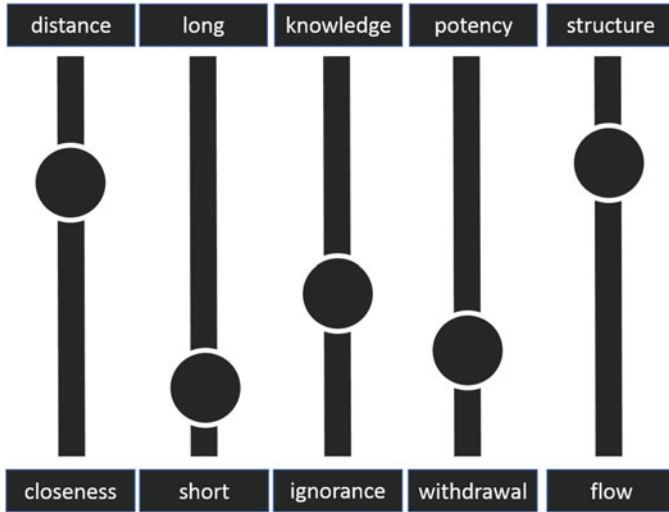 distance
long
knowledge
potency
structure
closeness
short
ignorance
withdrawal
flow